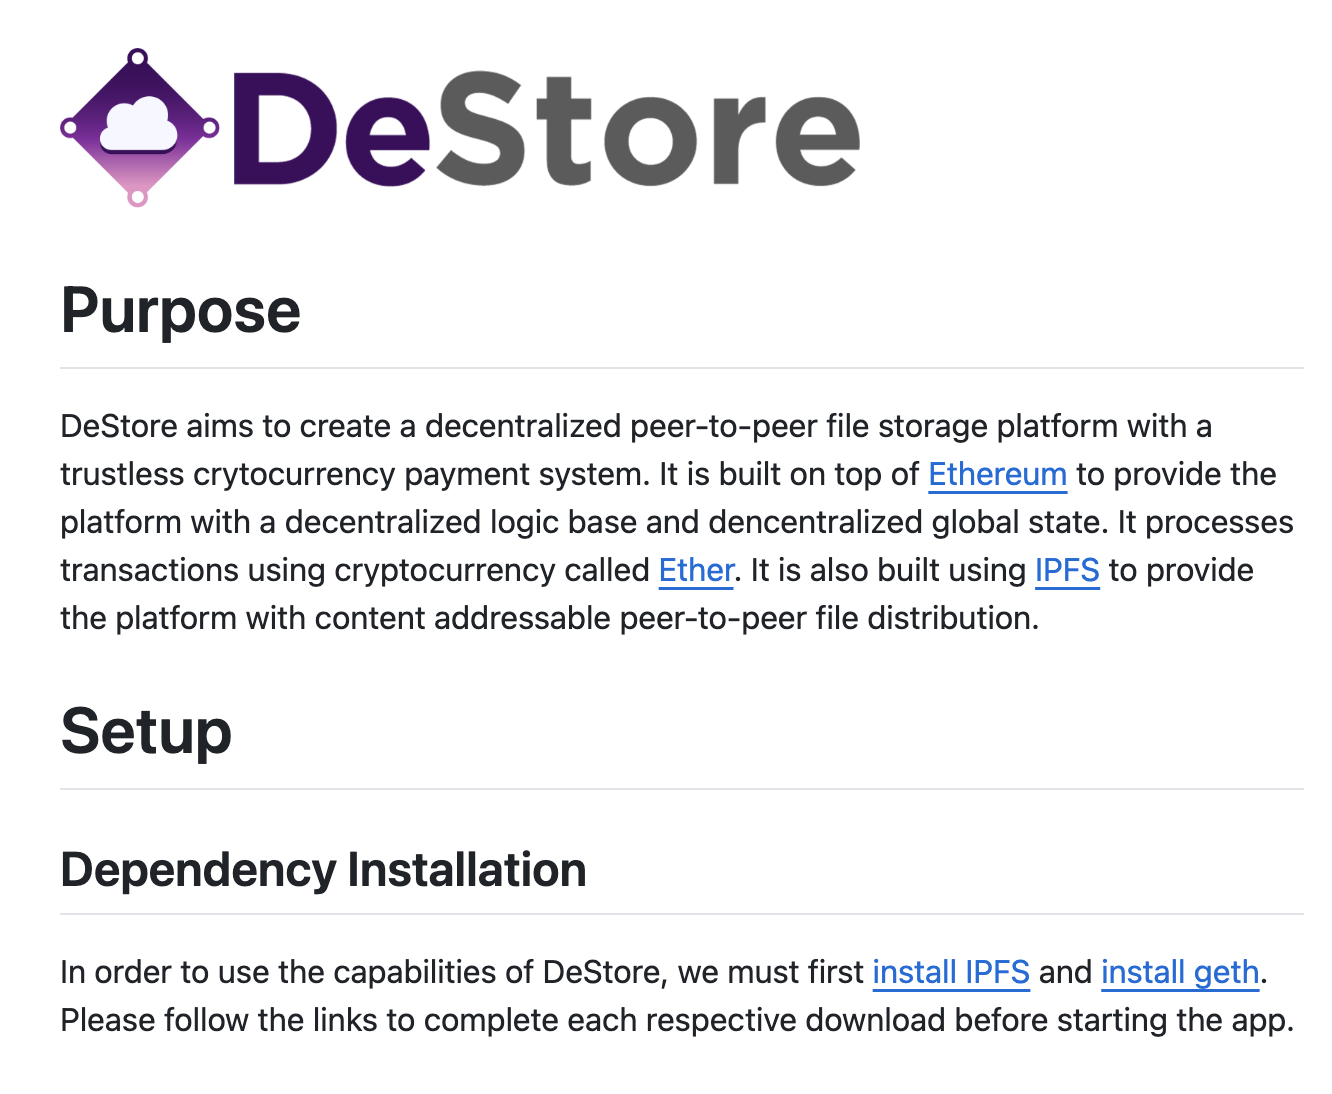 DeStore
Purpose
DeStore aims to create a decentralized peer-to-peer file storage platform with a
trustless crytocurrency payment system. It is built on top of Ethereum to provide the
platform with a decentralized logic base and dencentralized global state. It processes
transactions using cryptocurrency called Ether. It is also built using IPFS to provide
the platform with content addressable peer-to-peer file distribution.
Setup
Dependency Installation
In order to use the capabilities of DeStore, we must first install IPFS and install geth.
Please follow the links to complete each respective download before starting the app.